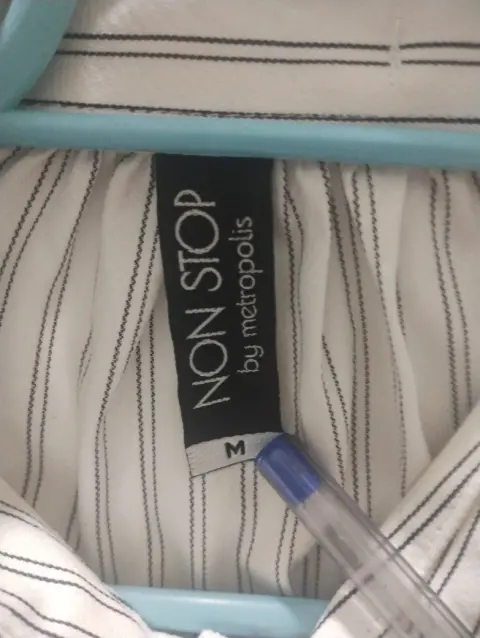 NON STOP
by metropolis
M